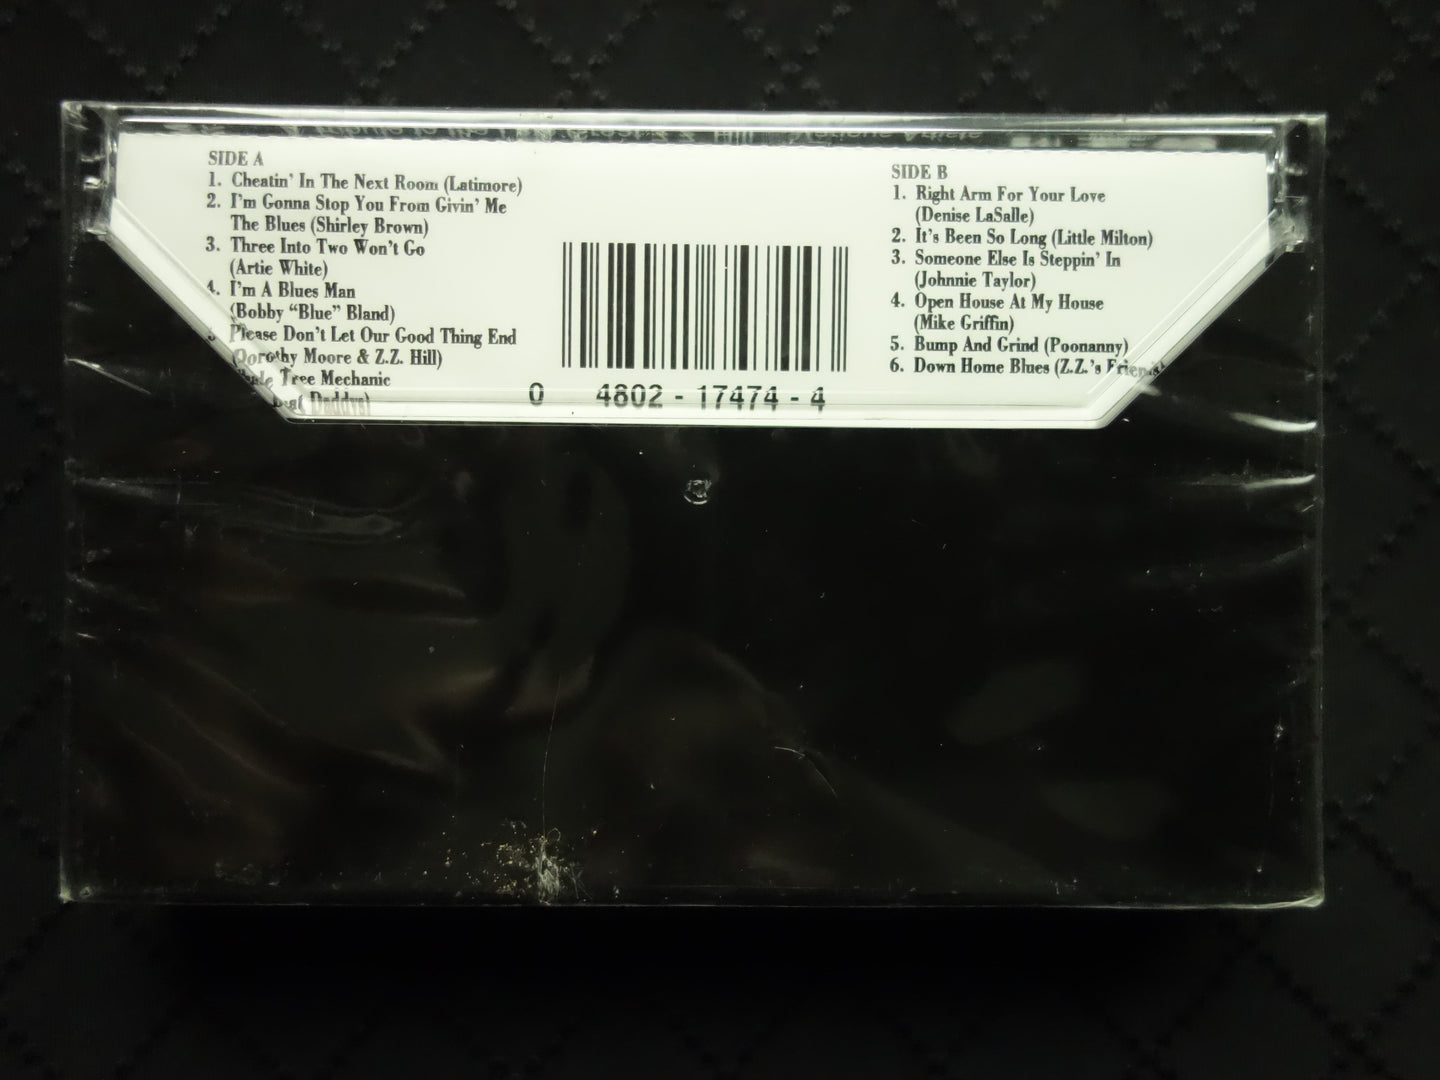 SIDE A
1. Cheatin' In The Next Room (Latimore)
2. I'm Gonna Stop You From Givin' Me
The Blues (Shirley Brown)
3. Three Into Two Won't Go
(Artie White)
4. I'm A Blues Man
(Bobby "Blue" Bland)
Please Don't Let Our Good Thing End
(Dorothy Moore & Z.Z. Hill)
Tree Mechanic
Daddys)
0 4802 - 17474 - 4
SIDE B
1. Right Arm For Your Love
(Denise LaSalle)
2. It's Been So Long (Little Milton)
3. Someone Else Is Steppin' In
(Johnnie Taylor)
4. Open House At My House
(Mike Griffin)
5. Bump And Grind (Poonanny)
6. Down Home Blues (Z.Z.'s Friends)